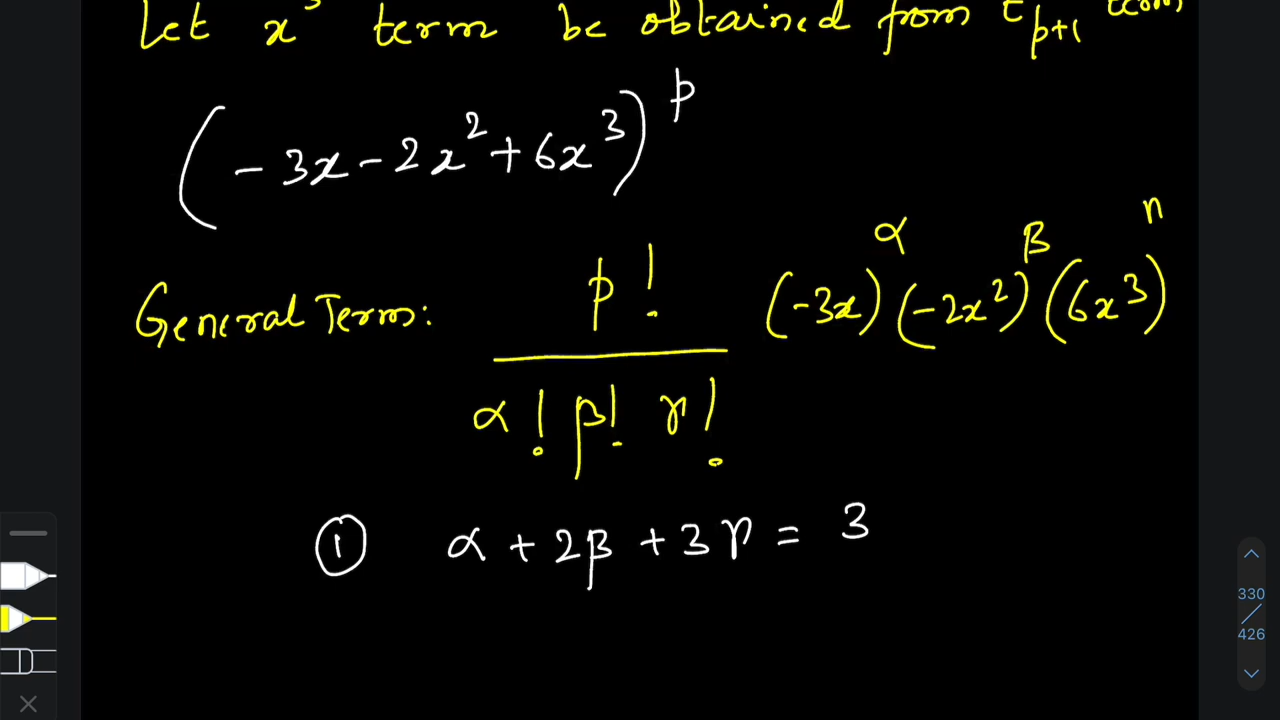 Let x³ term be obtained from t_{p+1} term
(-3x - 2x² + 6x³)^p
General Term: p! / (α! β! γ!) (-3x)^α (-2x²)^β (6x³)^γ
① α + 2β + 3γ = 3
330
/
426